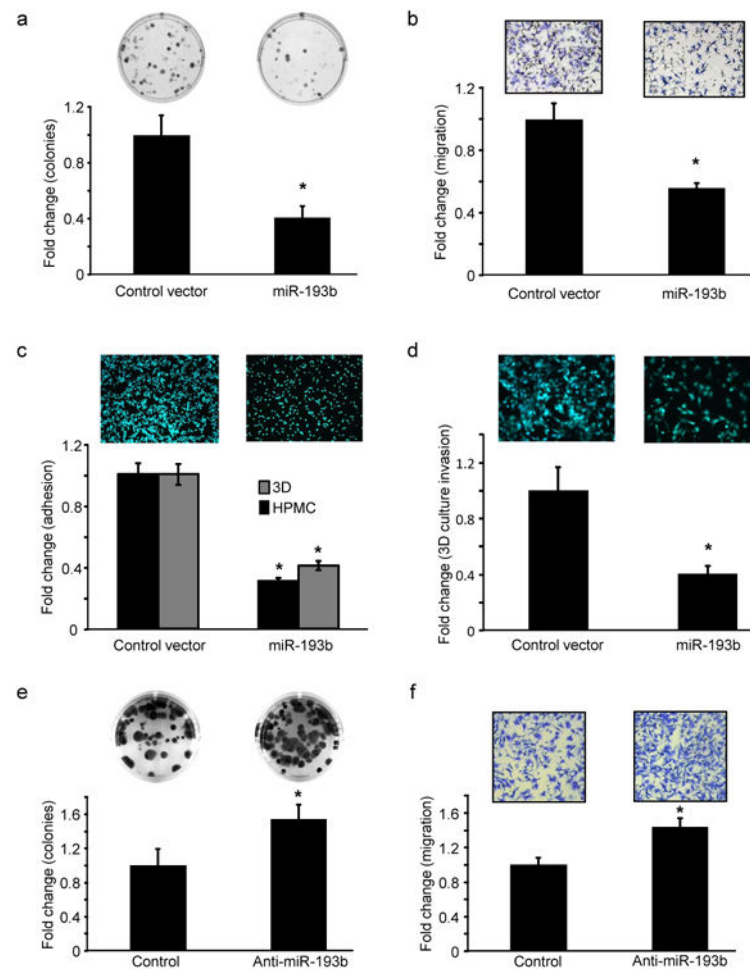 a
1.2
0.8
0.4
0
Fold change (colonies)
*
Control vector
miR-193b
b
1.2
0.8
0.4
0
Fold change (migration)
*
Control vector
miR-193b
c
1.2
0.8
0.4
0
Fold change (adhesion)
3D
HPMC
*
*
Control vector
miR-193b
d
1.2
0.8
0.4
0
Fold change (3D culture invasion)
*
Control vector
miR-193b
e
1.6
1.2
0.8
0.4
0
Fold change (colonies)
*
Control
Anti-miR-193b
f
1.6
1.2
0.8
0.4
0
Fold change (migration)
*
Control
Anti-miR-193b